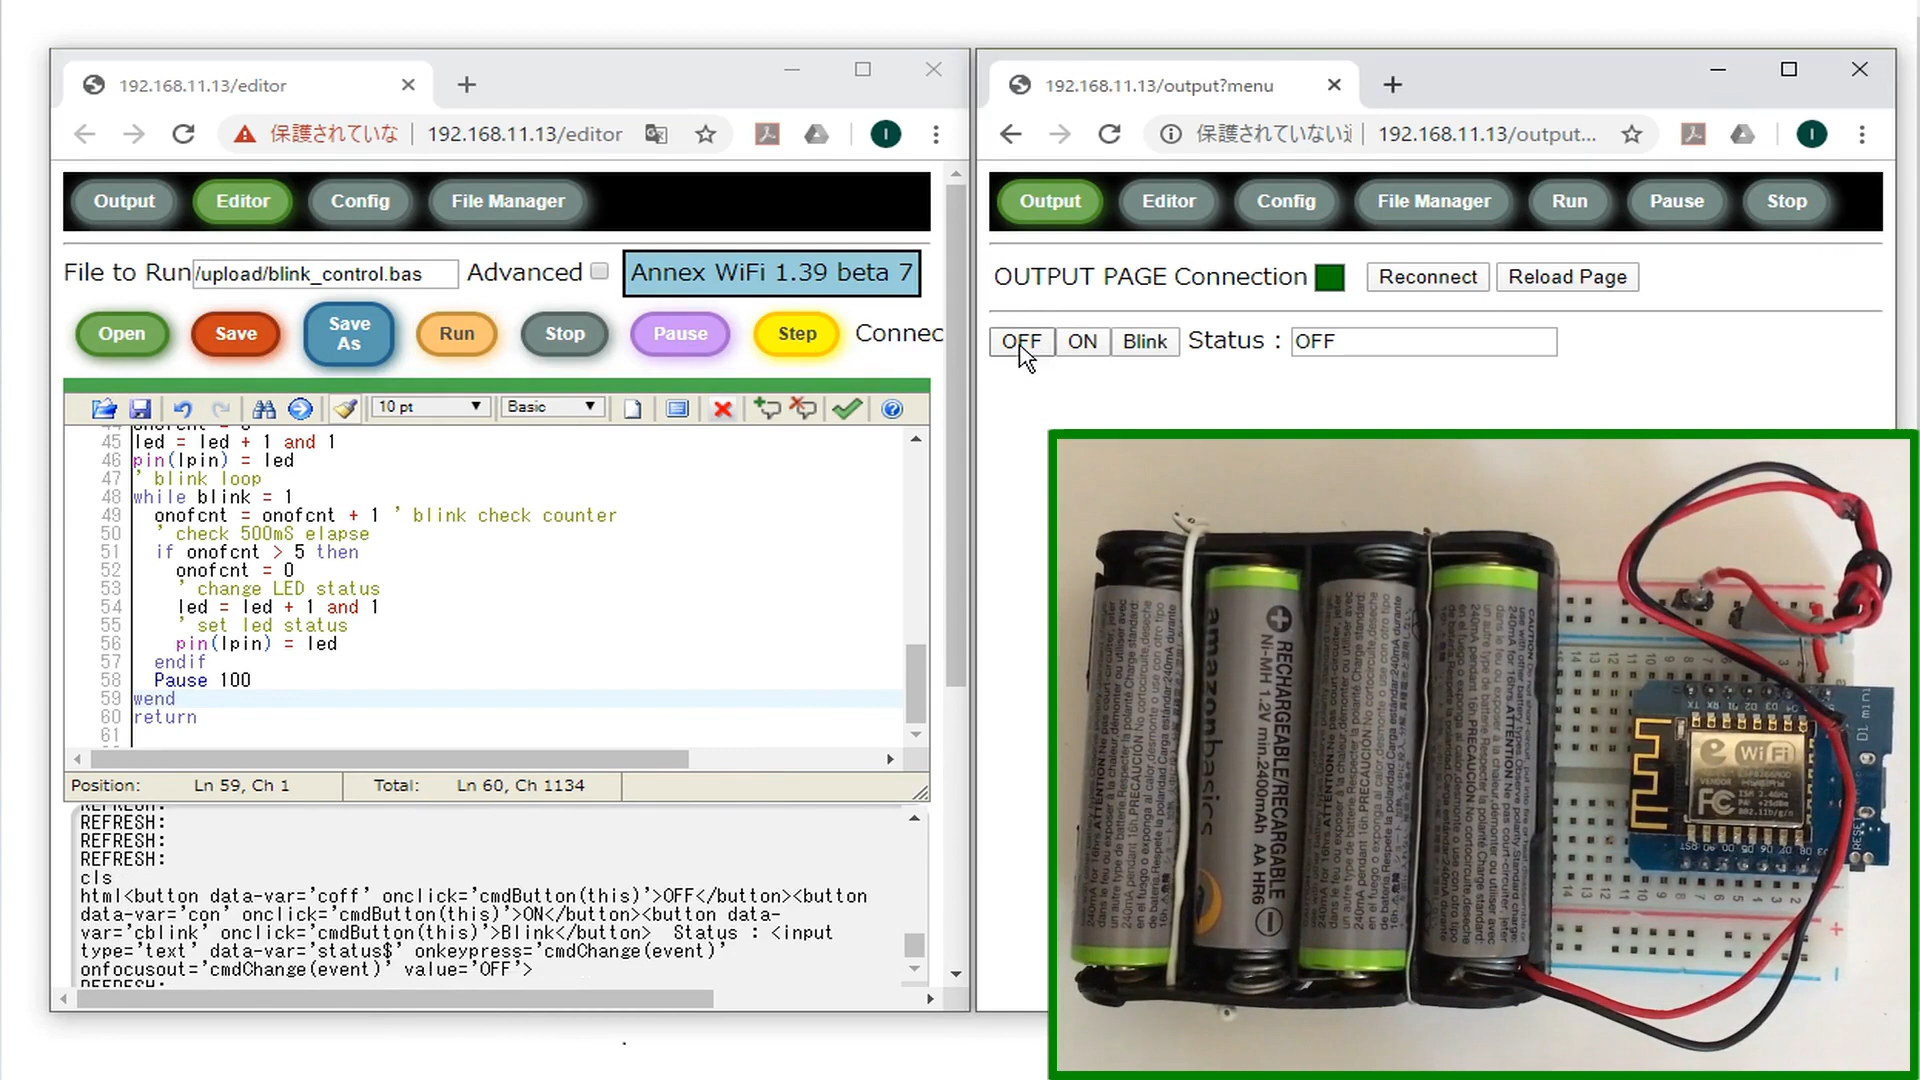 192.168.11.13/editor
保護されていな 192.168.11.13/editor
Output Editor Config File Manager
File to Run /upload/blink_control.bas Advanced Annex WiFi 1.39 beta 7
Open Save Save As Run Stop Pause Step Connec
10 pt Basic
45 led = led + 1 and 1
46 pin(lpin) = led
47 ' blink loop
48 while blink = 1
49 onofcnt = onofcnt + 1 ' blink check counter
50 ' check 500mS elapse
51 if onofcnt > 5 then
52 onofcnt = 0
53 ' change LED status
54 led = led + 1 and 1
55 ' set led status
56 pin(lpin) = led
57 endif
58 Pause 100
59 wend
60 return
61
Position: Ln 59, Ch 1 Total: Ln 60, Ch 1134
REFRESH:
REFRESH:
REFRESH:
REFRESH:
cls
html<button data-var='coff' onclick='cmdButton(this)'>OFF</button><button
data-var='con' onclick='cmdButton(this)'>ON</button><button data-
var='cblink' onclick='cmdButton(this)'>Blink</button> Status : <input
type='text' data-var='status$' onkeypress='cmdChange(event)'
onfocusout='cmdChange(event)' value='OFF'>
REFRESH:
192.168.11.13/output?menu
保護されていない 192.168.11.13/output...
Output Editor Config File Manager Run Pause Stop
OUTPUT PAGE Connection Reconnect Reload Page
OFF ON Blink Status : OFF
amazonbasics
RECHARGEABLE/RECARGABLE
Ni-MH 1.2V min.2400mAh AA HR6
WiFi
FC
D1 mini
RESET